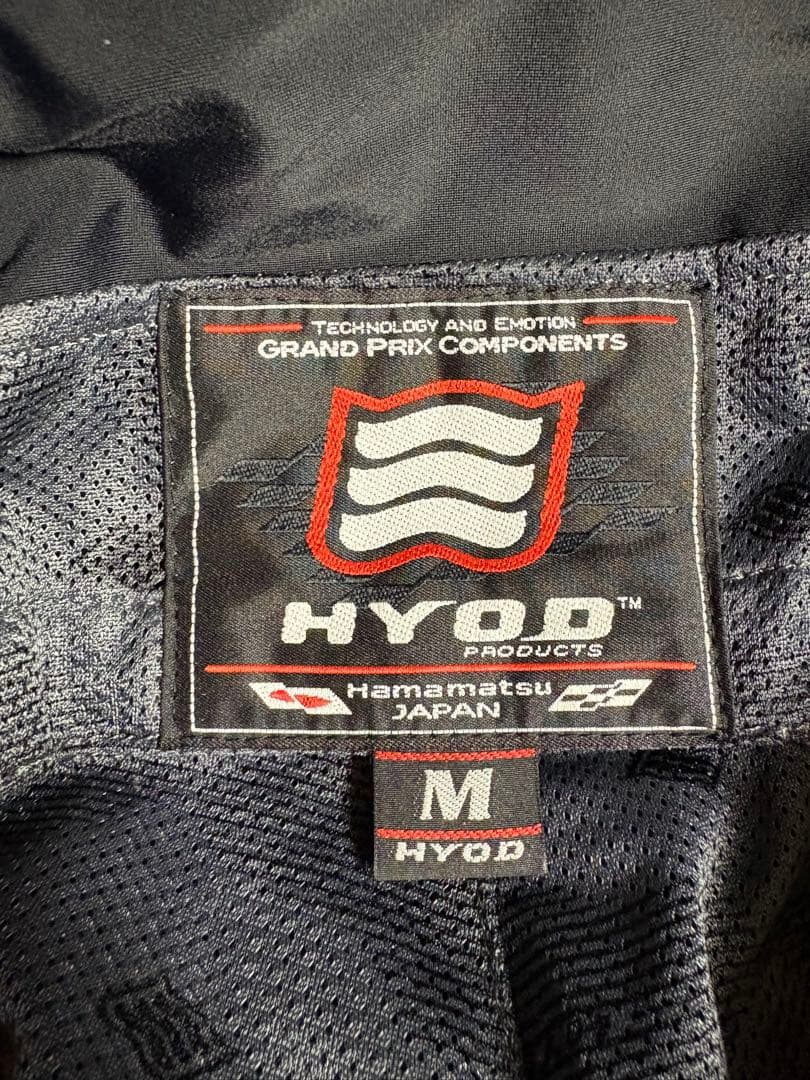 TECHNOLOGY AND EMOTION
GRAND PRIX COMPONENTS
HYOD™
PRODUCTS
Hamamatsu
JAPAN
M
HYOD